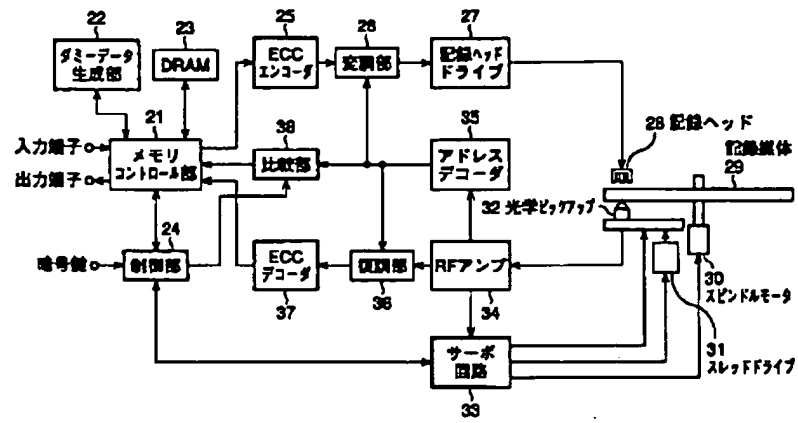 22
ダミーデータ
生成部
23
DRAM
25
ECC
エンコーダ
26
変調部
27
記録ヘッド
ドライブ
入力端子
出力端子
21
メモリ
コントロール部
38
比較部
35
アドレス
デコーダ
28 記録ヘッド
記録媒体
29
32 光学ピックアップ
暗号鍵
24
制御部
ECC
デコーダ
37
復調部
36
RFアンプ
34
30
スピンドルモータ
31
スレッドドライブ
サーボ
回路
33